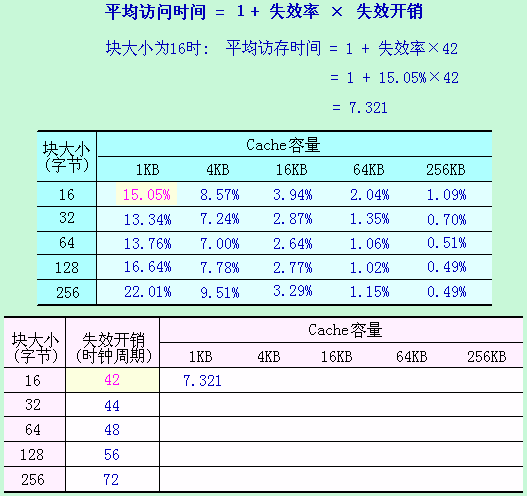 平均访问时间 = 1 + 失效率 × 失效开销
块大小为16时: 平均访存时间 = 1 + 失效率×42
= 1 + 15.05%×42
= 7.321
块大小(字节) Cache容量
1KB 4KB 16KB 64KB 256KB
16 15.05% 8.57% 3.94% 2.04% 1.09%
32 13.34% 7.24% 2.87% 1.35% 0.70%
64 13.76% 7.00% 2.64% 1.06% 0.51%
128 16.64% 7.78% 2.77% 1.02% 0.49%
256 22.01% 9.51% 3.29% 1.15% 0.49%
块大小(字节) 失效开销(时钟周期) Cache容量
1KB 4KB 16KB 64KB 256KB
16 42 7.321
32 44
64 48
128 56
256 72